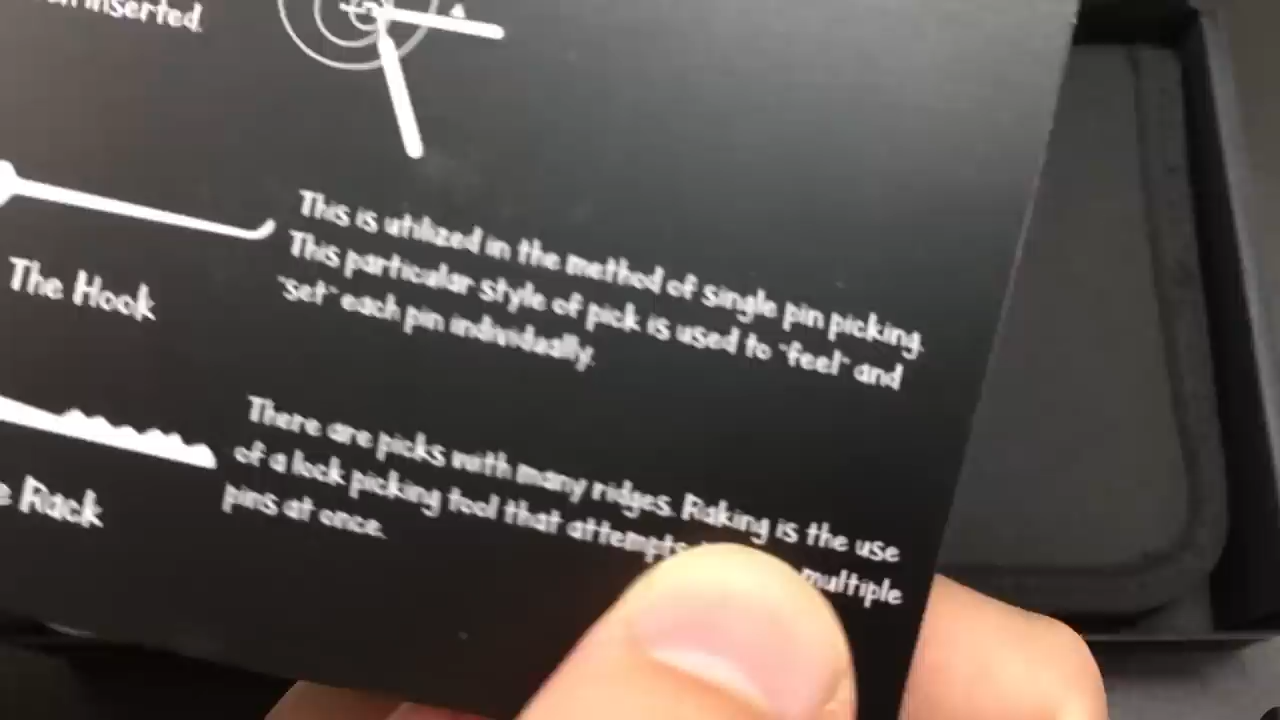 inserted.
This is utilized in the method of single pin picking.
This particular style of pick is used to "feel" and
"set" each pin individually.
The Hook
There are picks with many ridges. Raking is the use
of a lock picking tool that attempts multiple
pins at once.
Rack